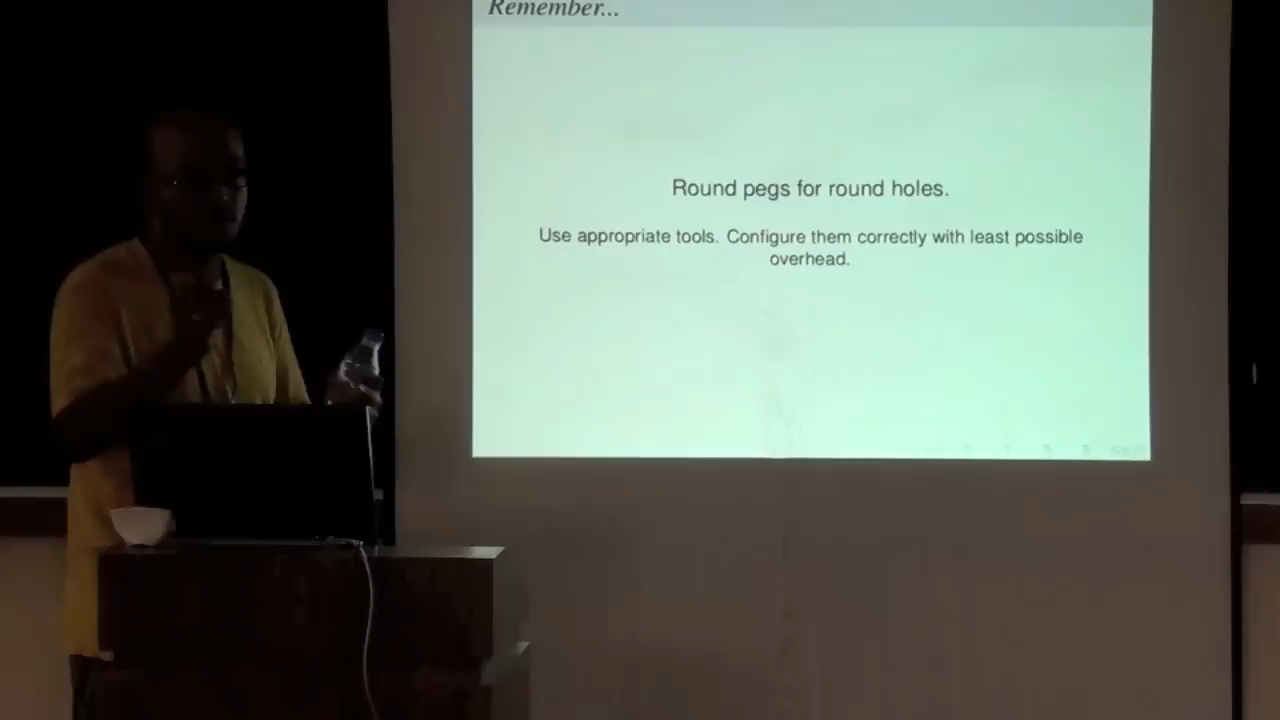 Remember...
Round pegs for round holes.
Use appropriate tools. Configure them correctly with least possible
overhead.